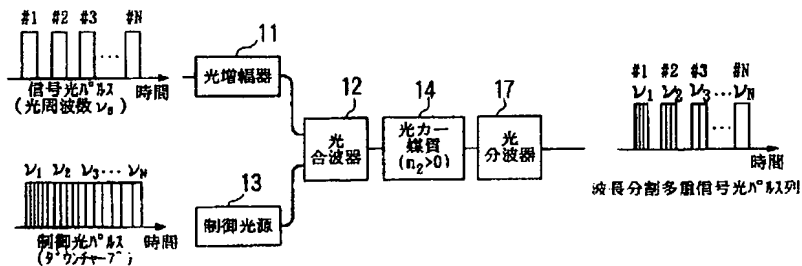 #1 #2 #3 ... #N
時間
信号光パルス
(光周波数 νs)
11
光増幅器
12
光合波器
14
光カー媒質
(n2>0)
17
光分波器
#1 #2 #3 #N
ν1 ν2 ν3 ... νN
時間
波長分割多重信号光パルス列
ν1 ν2 ν3 ... νN
時間
制御光パルス
(ダウンチャープ)
13
制御光源